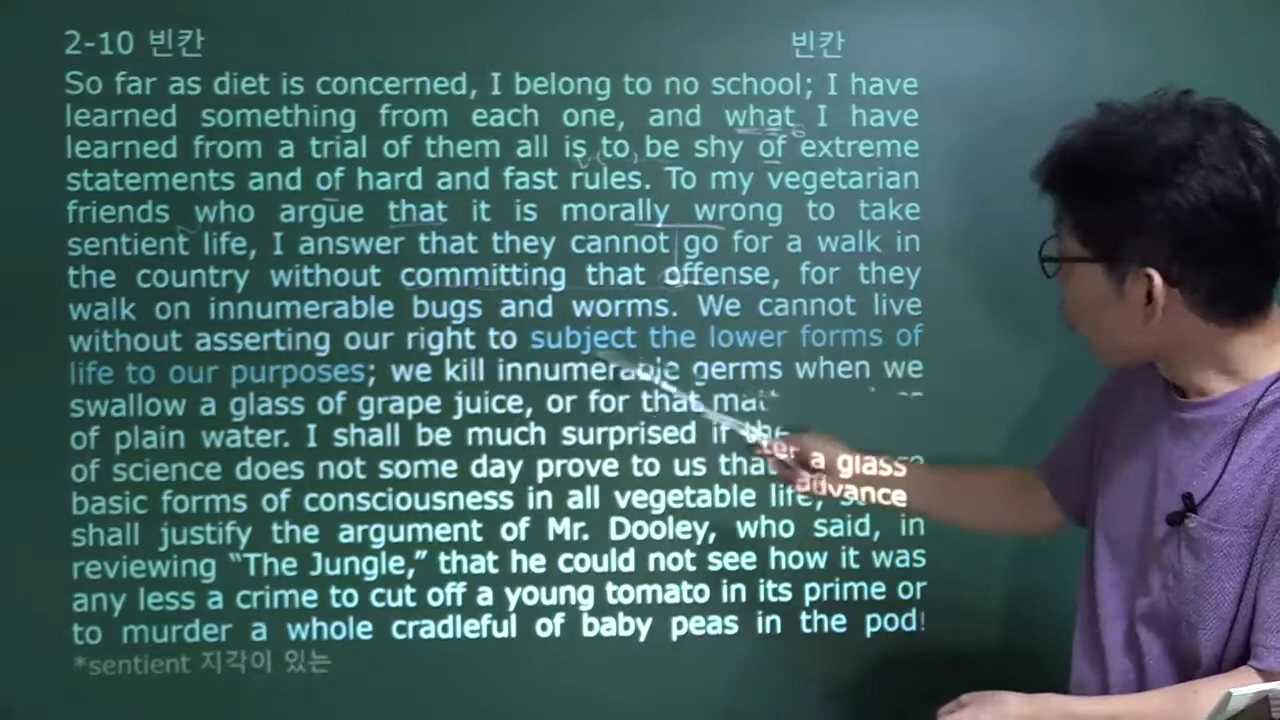 2-10 빈칸 빈칸
So far as diet is concerned, I belong to no school; I have
learned something from each one, and what I have
learned from a trial of them all is to be shy of extreme
statements and of hard and fast rules. To my vegetarian
friends who argue that it is morally wrong to take
sentient life, I answer that they cannot go for a walk in
the country without committing that offense, for they
walk on innumerable bugs and worms. We cannot live
without asserting our right to subject the lower forms of
life to our purposes; we kill innumerable germs when we
swallow a glass of grape juice, or for that matter a glass
of plain water. I shall be much surprised if the advance
of science does not some day prove to us that
basic forms of consciousness in all vegetable life,
shall justify the argument of Mr. Dooley, who said, in
reviewing “The Jungle,” that he could not see how it was
any less a crime to cut off a young tomato in its prime or
to murder a whole cradleful of baby peas in the pod!
*sentient 지각이 있는